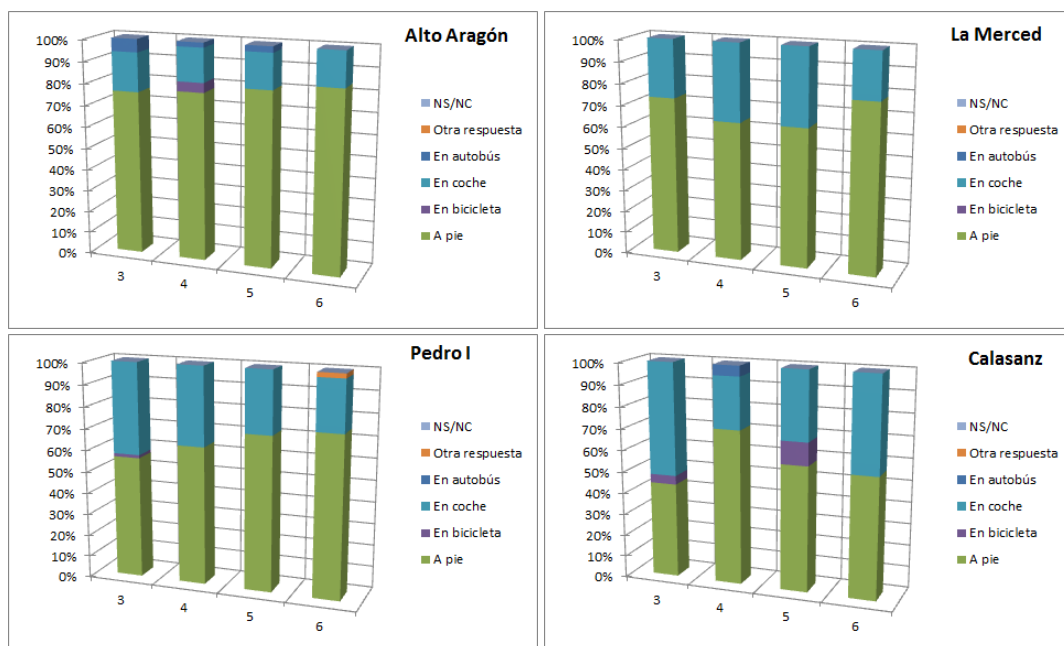 Alto Aragón
100%
90%
80%
70%
60%
50%
40%
30%
20%
10%
0%
3
4
5
6
NS/NC
Otra respuesta
En autobús
En coche
En bicicleta
A pie
La Merced
100%
90%
80%
70%
60%
50%
40%
30%
20%
10%
0%
3
4
5
6
NS/NC
Otra respuesta
En autobús
En coche
En bicicleta
A pie
Pedro I
100%
90%
80%
70%
60%
50%
40%
30%
20%
10%
0%
3
4
5
6
NS/NC
Otra respuesta
En autobús
En coche
En bicicleta
A pie
Calasanz
100%
90%
80%
70%
60%
50%
40%
30%
20%
10%
0%
3
4
5
6
NS/NC
Otra respuesta
En autobús
En coche
En bicicleta
A pie